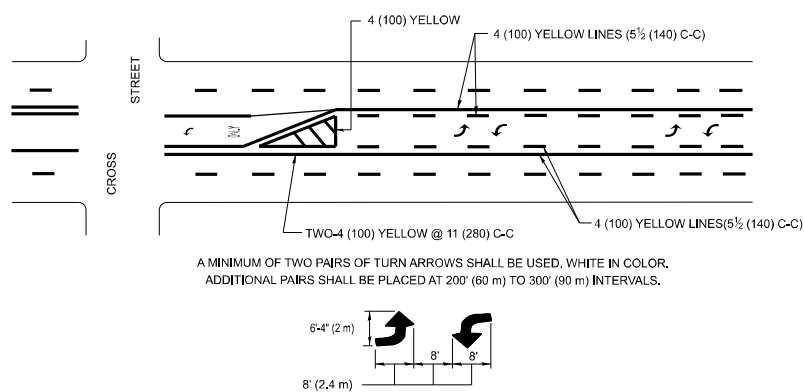 4 (100) YELLOW
4 (100) YELLOW LINES (5½ (140) C-C)
STREET
ONLY
CROSS
4 (100) YELLOW LINES(5½ (140) C-C)
TWO-4 (100) YELLOW @ 11 (280) C-C
A MINIMUM OF TWO PAIRS OF TURN ARROWS SHALL BE USED, WHITE IN COLOR.
ADDITIONAL PAIRS SHALL BE PLACED AT 200' (60 m) TO 300' (90 m) INTERVALS.
6'-4" (2 m)
8' 8'
8' (2.4 m)